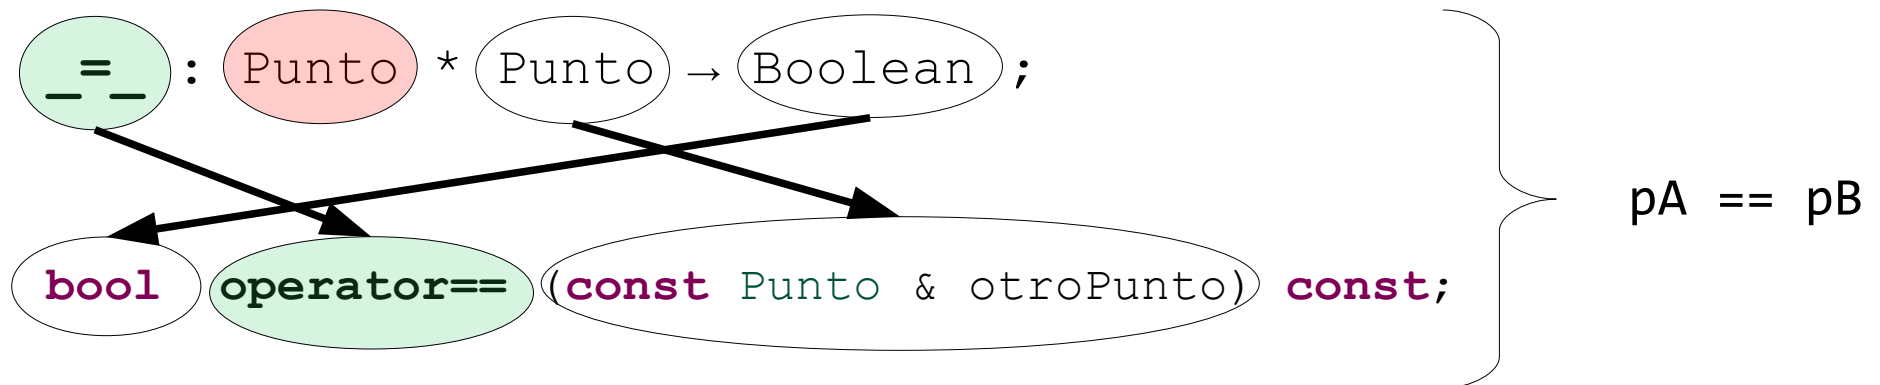 _=_ : Punto * Punto → Boolean ;
pA == pB
bool operator== (const Punto & otroPunto) const;